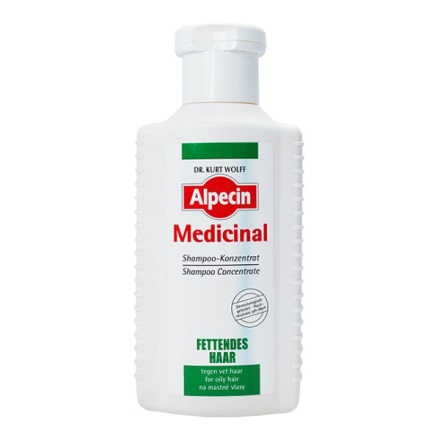 DR. KURT WOLFF
Alpecin
Medicinal
Shampoo-Konzentrat
Shampoo Concentrate
FETTENDES
HAAR
tegen vet haar
for oily hair
na mastné vlasy